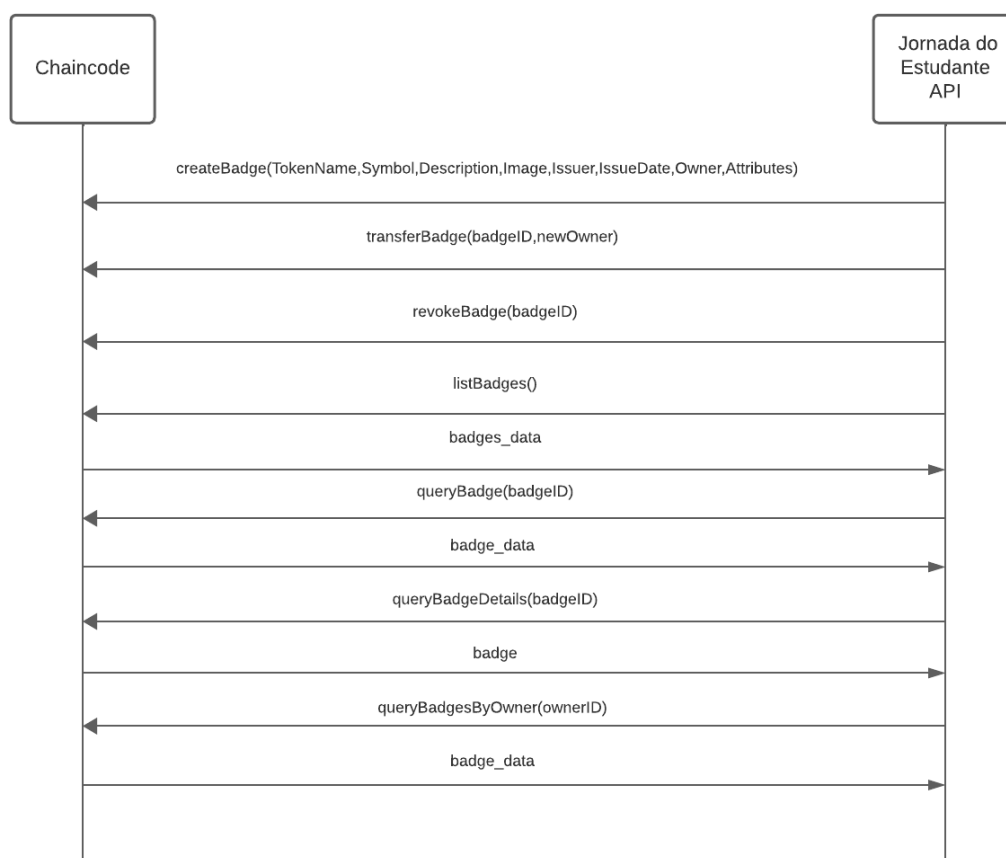 Chaincode
Jornada do
Estudante
API
createBadge(TokenName,Symbol,Description,Image,Issuer,IssueDate,Owner,Attributes)
transferBadge(badgeID,newOwner)
revokeBadge(badgeID)
listBadges()
badges_data
queryBadge(badgeID)
badge_data
queryBadgeDetails(badgeID)
badge
queryBadgesByOwner(ownerID)
badge_data